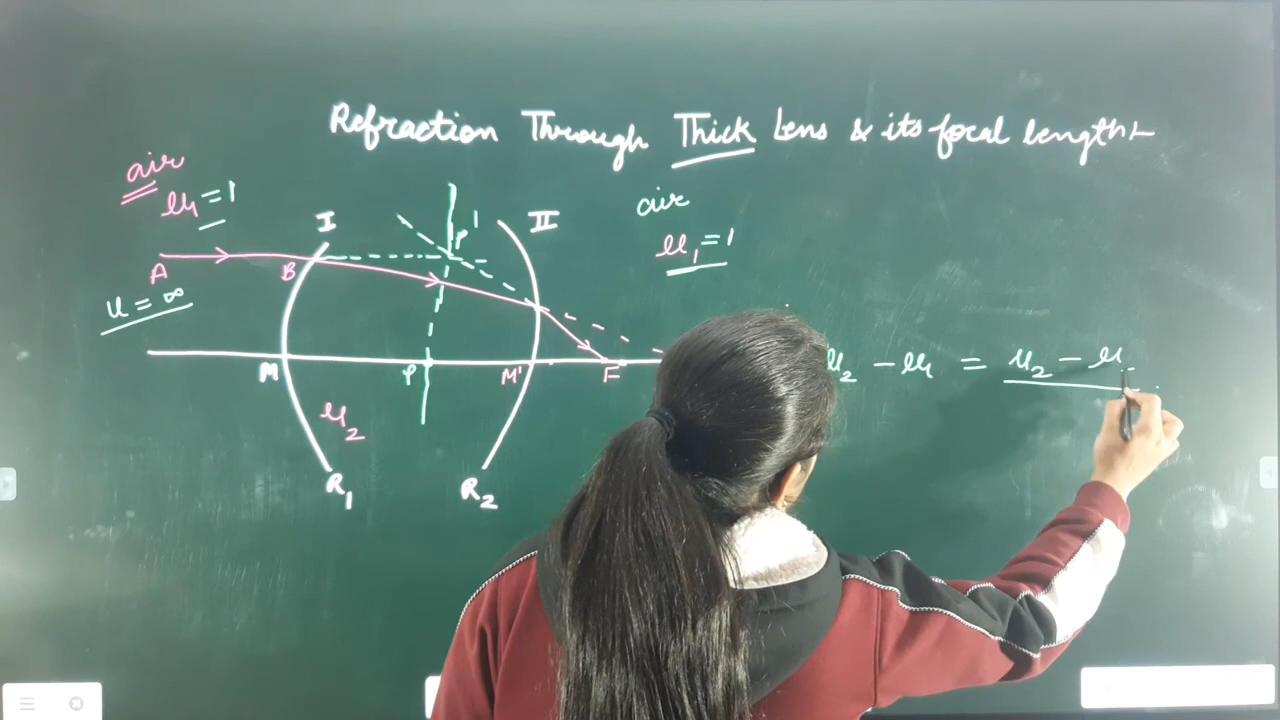 Refraction Through Thick Lens & its focal length
air
μ₁ = 1
I
II
air
μ₁ = 1
P'
A
B
u = ∞
M
P
M'
F
μ₂ - μ₁ = μ₂ - μ
μ₂
R₁
R₂